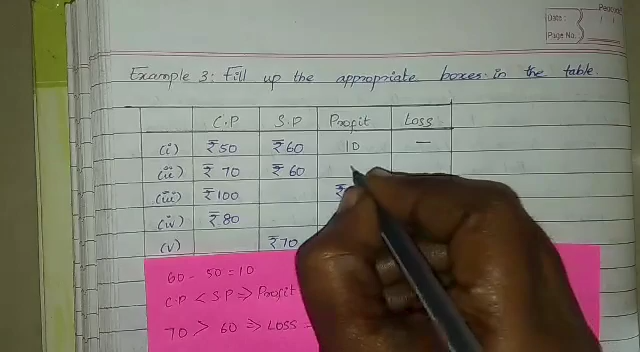 Date:
Page No.
Example 3: Fill up the appropriate boxes in the table.
C.P S.P Profit Loss
(i) ₹50 ₹60 10 —
(ii) ₹70 ₹60
(iii) ₹100 ₹
(iv) ₹80
(v) ₹70
60 - 50 = 10
C.P < S.P ⇒ Profit
70 > 60 ⇒ Loss =